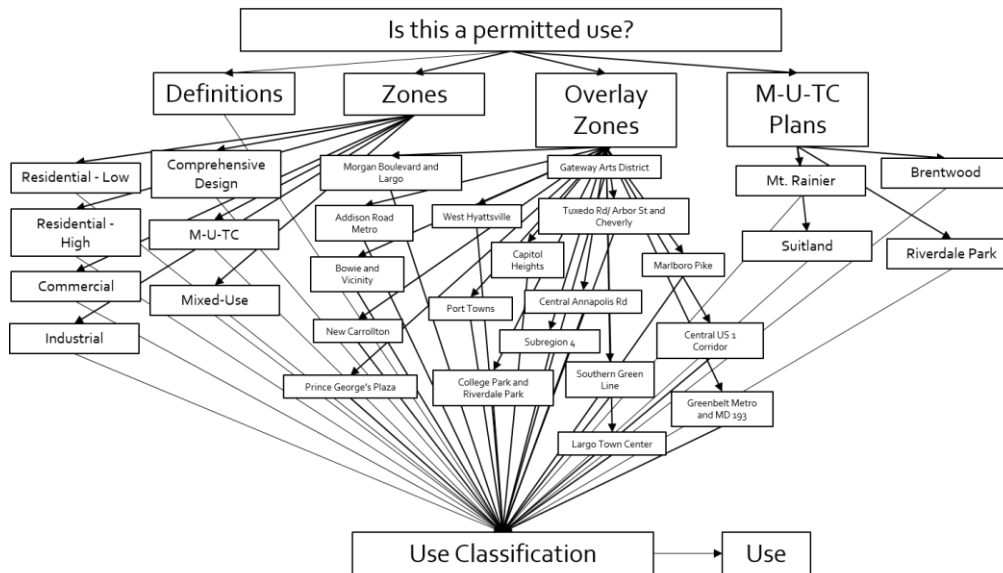 Is this a permitted use?
Definitions
Zones
Overlay
Zones
M-U-TC
Plans
Residential - Low
Comprehensive
Design
Morgan Boulevard and
Largo
Gateway Arts District
Mt. Rainier
Brentwood
Residential -
High
M-U-TC
Addison Road
Metro
West Hyattsville
Tuxedo Rd/ Arbor St and
Cheverly
Suitland
Riverdale Park
Commercial
Mixed-Use
Bowie and
Vicinity
Capitol
Heights
Marlboro Pike
Industrial
New Carrollton
Port Towns
Central Annapolis Rd
Subregion 4
Central US 1
Corridor
Prince George's Plaza
College Park and
Riverdale Park
Southern Green
Line
Greenbelt Metro
and MD 193
Largo Town Center
Use Classification
Use